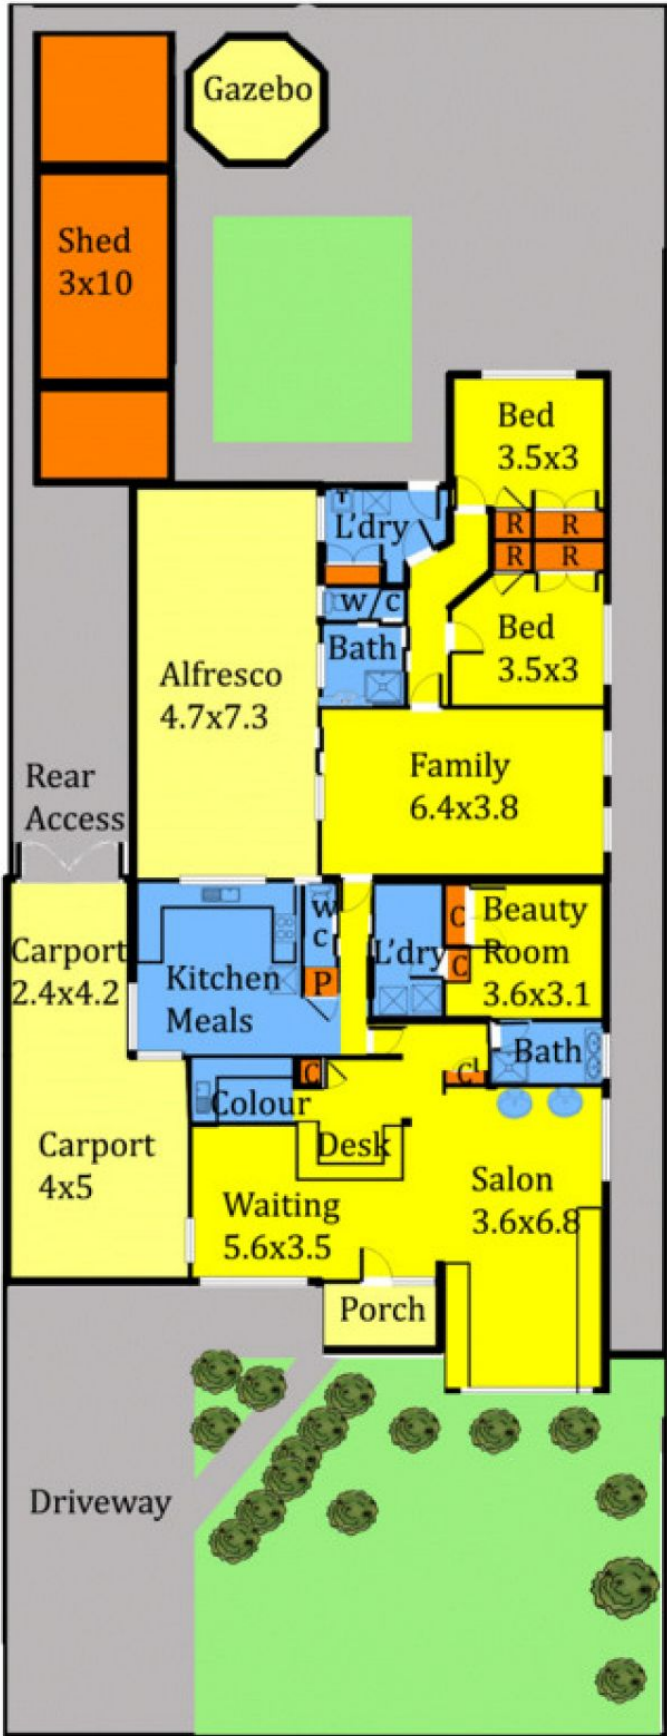 Gazebo
Shed
3x10
Bed
3.5x3
R R
R R
L'dry
w/c
Bath
Bed
3.5x3
Alfresco
4.7x7.3
Family
6.4x3.8
Rear
Access
Carport
2.4x4.2
Kitchen
Meals
w
c
P
L'dry
C
C
Beauty
Room
3.6x3.1
Bath
C
C
Colour
Desk
Carport
4x5
Waiting
5.6x3.5
Salon
3.6x6.8
Porch
Driveway